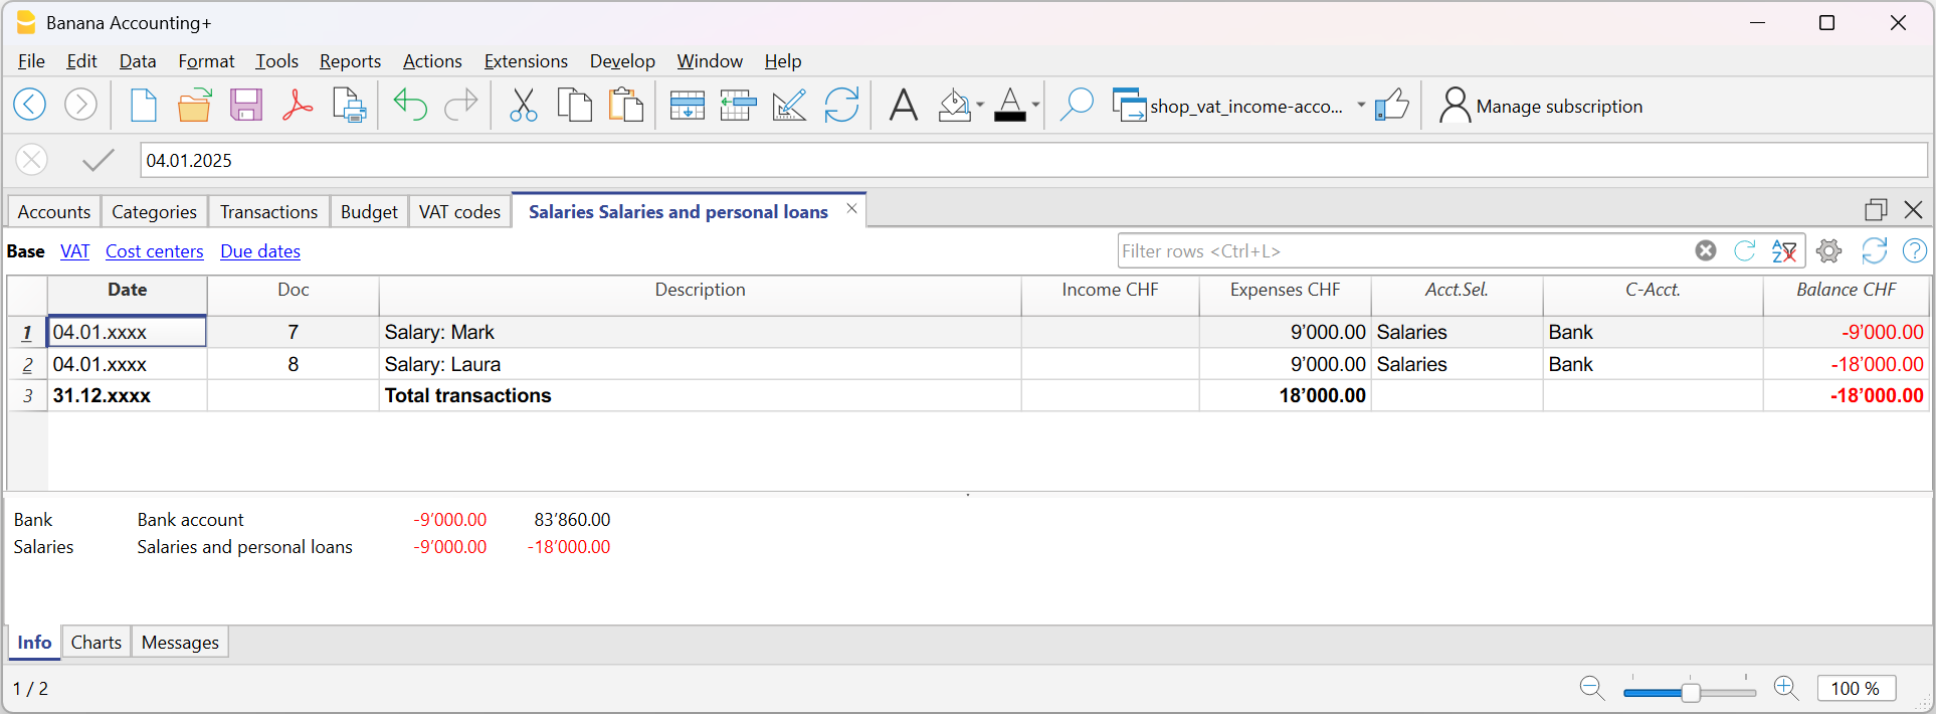 Banana Accounting+
File Edit Data Format Tools Reports Actions Extensions Develop Window Help
shop_vat_income-acco... Manage subscription
04.01.2025
Accounts Categories Transactions Budget VAT codes Salaries Salaries and personal loans
Base VAT Cost centers Due dates Filter rows <Ctrl+L>
Date Doc Description Income CHF Expenses CHF Acct.Sel. C-Acct. Balance CHF
1 04.01.xxxx 7 Salary: Mark 9’000.00 Salaries Bank -9’000.00
2 04.01.xxxx 8 Salary: Laura 9’000.00 Salaries Bank -18’000.00
3 31.12.xxxx Total transactions 18’000.00 -18’000.00
Bank Bank account -9’000.00 83’860.00
Salaries Salaries and personal loans -9’000.00 -18’000.00
Info Charts Messages
1 / 2 100 %